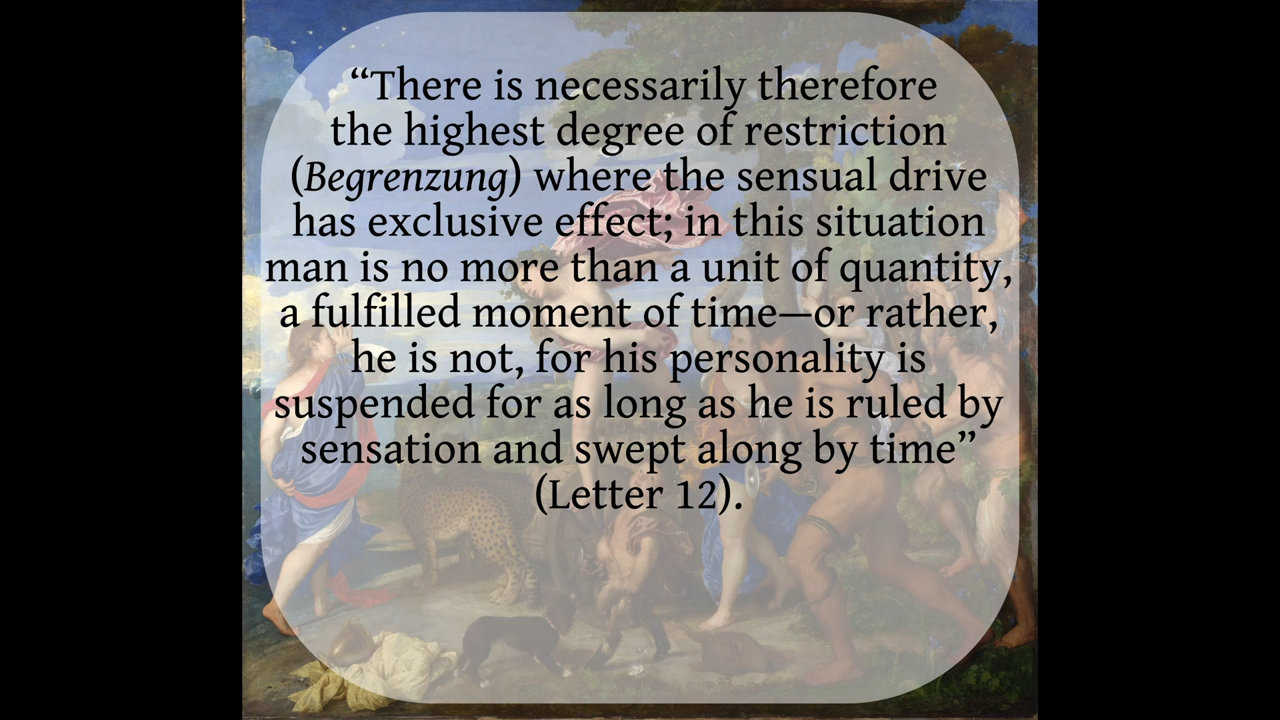 “There is necessarily therefore
the highest degree of restriction
(Begrenzung) where the sensual drive
has exclusive effect; in this situation
man is no more than a unit of quantity,
a fulfilled moment of time—or rather,
he is not, for his personality is
suspended for as long as he is ruled by
sensation and swept along by time”
(Letter 12).